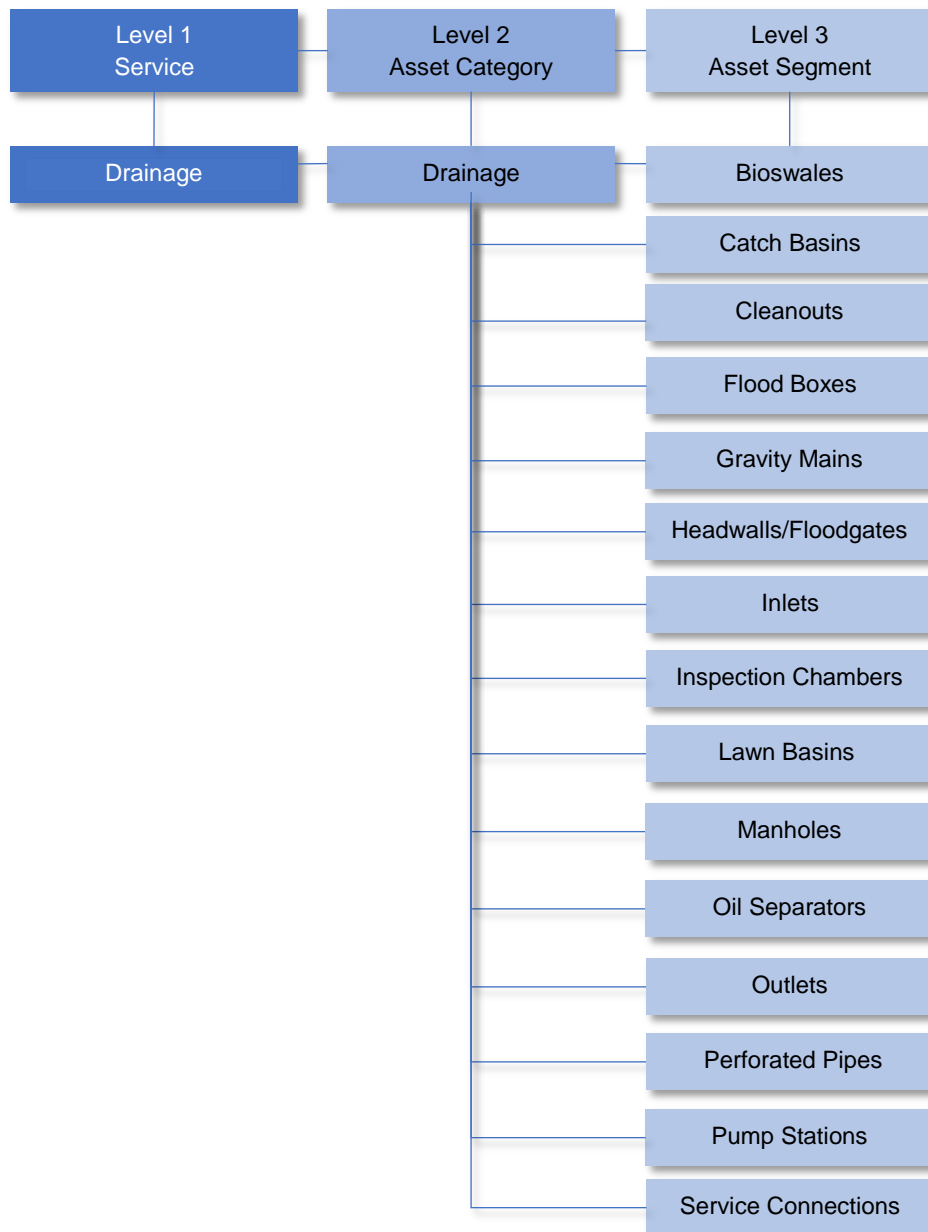 Level 1
Service
Level 2
Asset Category
Level 3
Asset Segment
Drainage
Drainage
Bioswales
Catch Basins
Cleanouts
Flood Boxes
Gravity Mains
Headwalls/Floodgates
Inlets
Inspection Chambers
Lawn Basins
Manholes
Oil Separators
Outlets
Perforated Pipes
Pump Stations
Service Connections